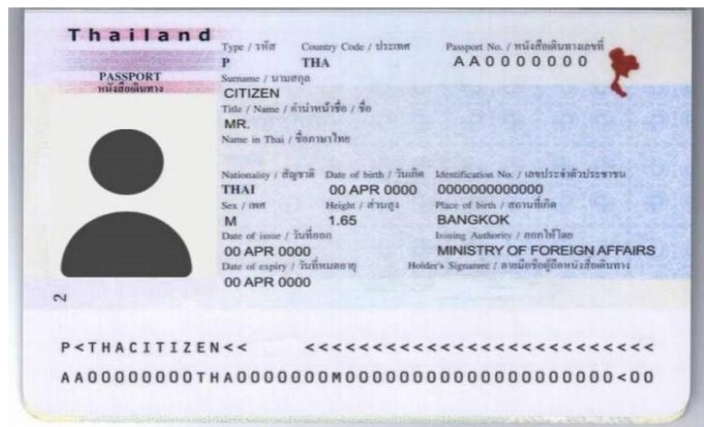 Thailand
PASSPORT
หนังสือเดินทาง
Type / รหัส Country Code / ประเทศ Passport No. / หนังสือเดินทางเลขที่
P THA AA0000000
Surname / นามสกุล
CITIZEN
Title / Name / คำนำหน้าชื่อ / ชื่อ
MR.
Name in Thai / ชื่อภาษาไทย
Nationality / สัญชาติ Date of birth / วันเกิด Identification No. / เลขประจำตัวประชาชน
THAI 00 APR 0000 0000000000000
Sex / เพศ Height / ส่วนสูง Place of birth / สถานที่เกิด
M 1.65 BANGKOK
Date of issue / วันที่ออก Issuing Authority / ออกให้โดย
00 APR 0000 MINISTRY OF FOREIGN AFFAIRS
Date of expiry / วันที่หมดอายุ Holder's Signature / ลายมือชื่อผู้ถือหนังสือเดินทาง
00 APR 0000
2
P<THACITIZEN<< <<<<<<<<<<<<<<<<<<<<<<<<<<
AA00000000THA0000000M00000000000000000000<00